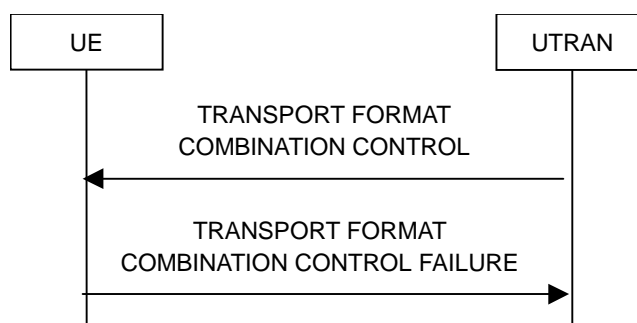 UE
UTRAN
TRANSPORT FORMAT
COMBINATION CONTROL
TRANSPORT FORMAT
COMBINATION CONTROL FAILURE